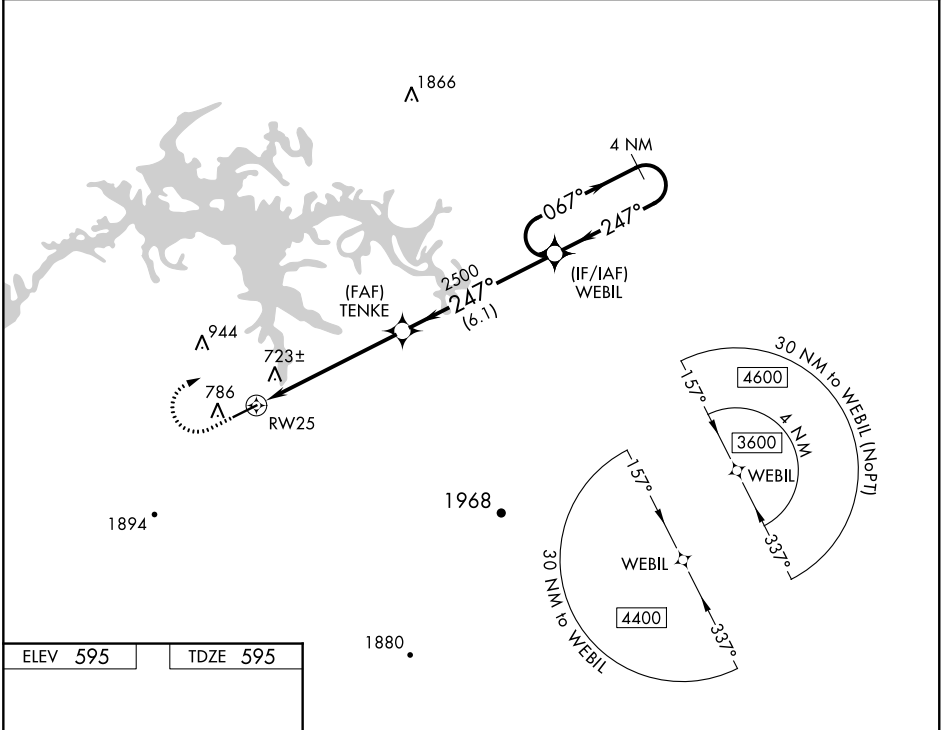 1866
4 NM
067°
247°
(IF/IAF)
WEBIL
2500
247°
(6.1)
(FAF)
TENKE
944
723±
786
RW25
30 NM to WEBIL (NoPT)
4600
157°
4 NM
3600
WEBIL
337°
1894
1968
157°
WEBIL
30 NM to WEBIL
4400
337°
1880
ELEV 595
TDZE 595